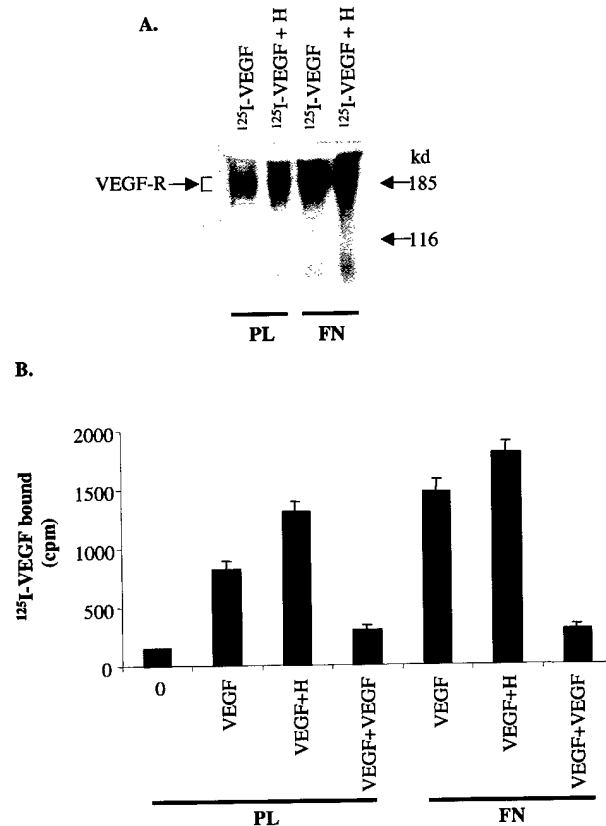 A.
¹²⁵I-VEGF
¹²⁵I-VEGF + H
¹²⁵I-VEGF
¹²⁵I-VEGF + H
kd
VEGF-R
185
116
PL
FN
B.
¹²⁵I-VEGF bound
(cpm)
2000
1500
1000
500
0
0
VEGF
VEGF+H
VEGF+VEGF
VEGF
VEGF+H
VEGF+VEGF
PL
FN